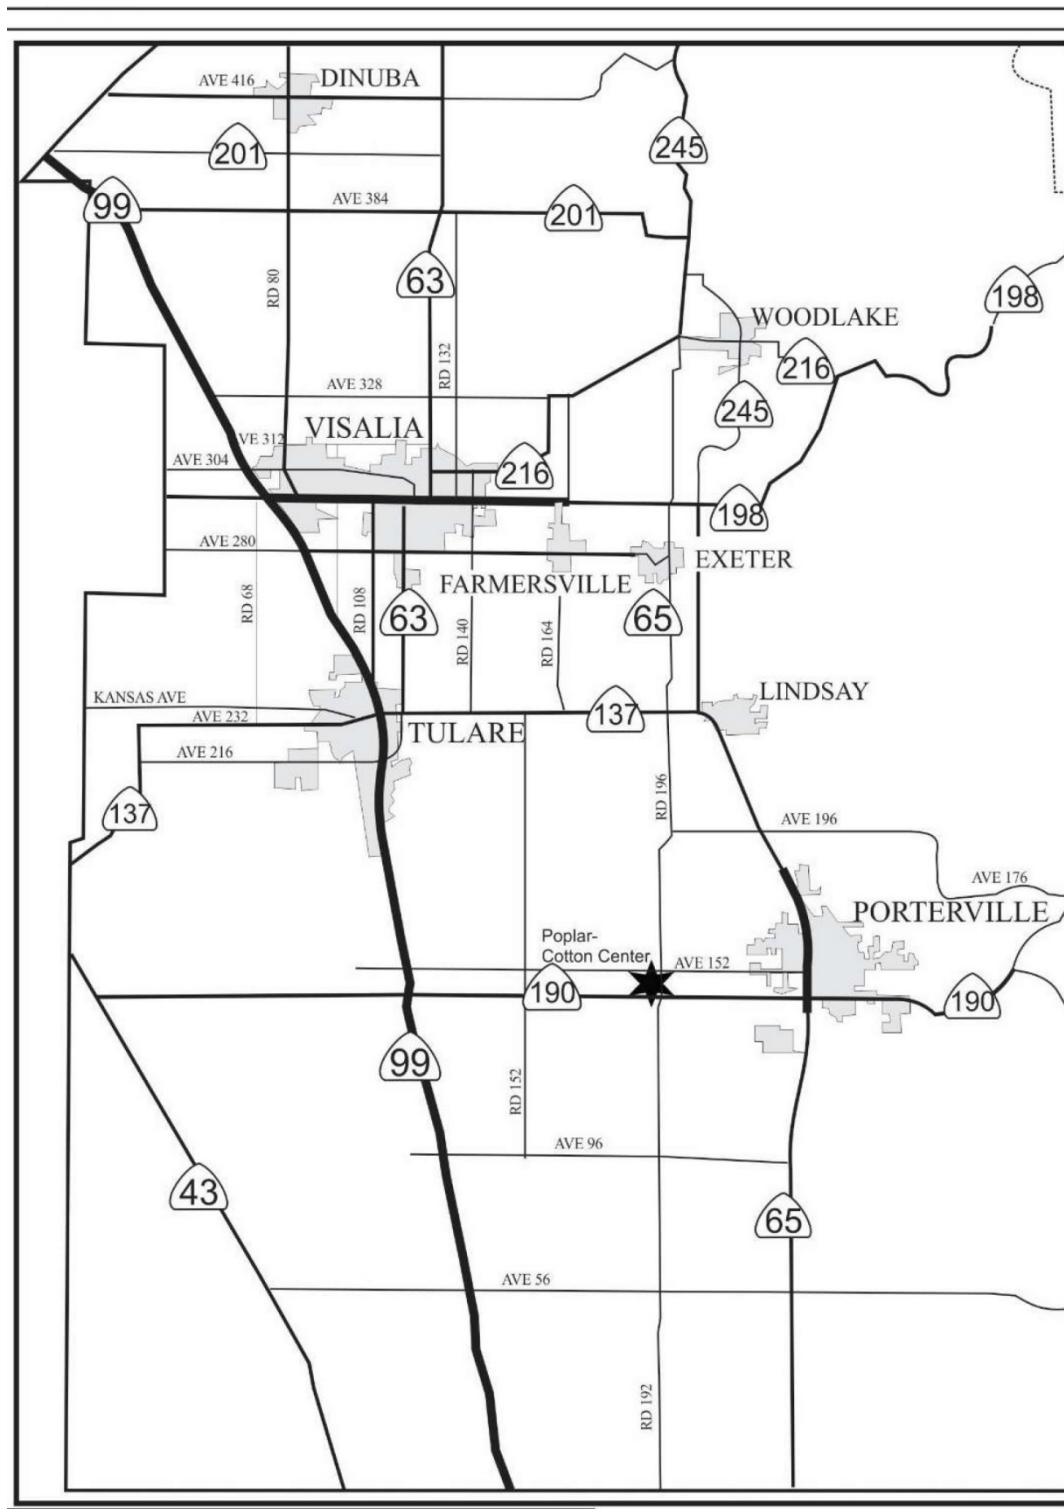 DINUBA
AVE 416
201
245
99
AVE 384
201
63
RD 80
198
WOODLAKE
RD 132
216
AVE 328
245
VISALIA
VE 312
AVE 304
216
198
AVE 280
EXETER
FARMERSVILLE
RD 68
RD 108
63
RD 140
RD 164
65
KANSAS AVE
LINDSAY
AVE 232
137
TULARE
AVE 216
137
RD 196
AVE 196
AVE 176
PORTERVILLE
Poplar-
Cotton Center
AVE 152
190
190
99
RD 152
AVE 96
43
65
AVE 56
RD 192